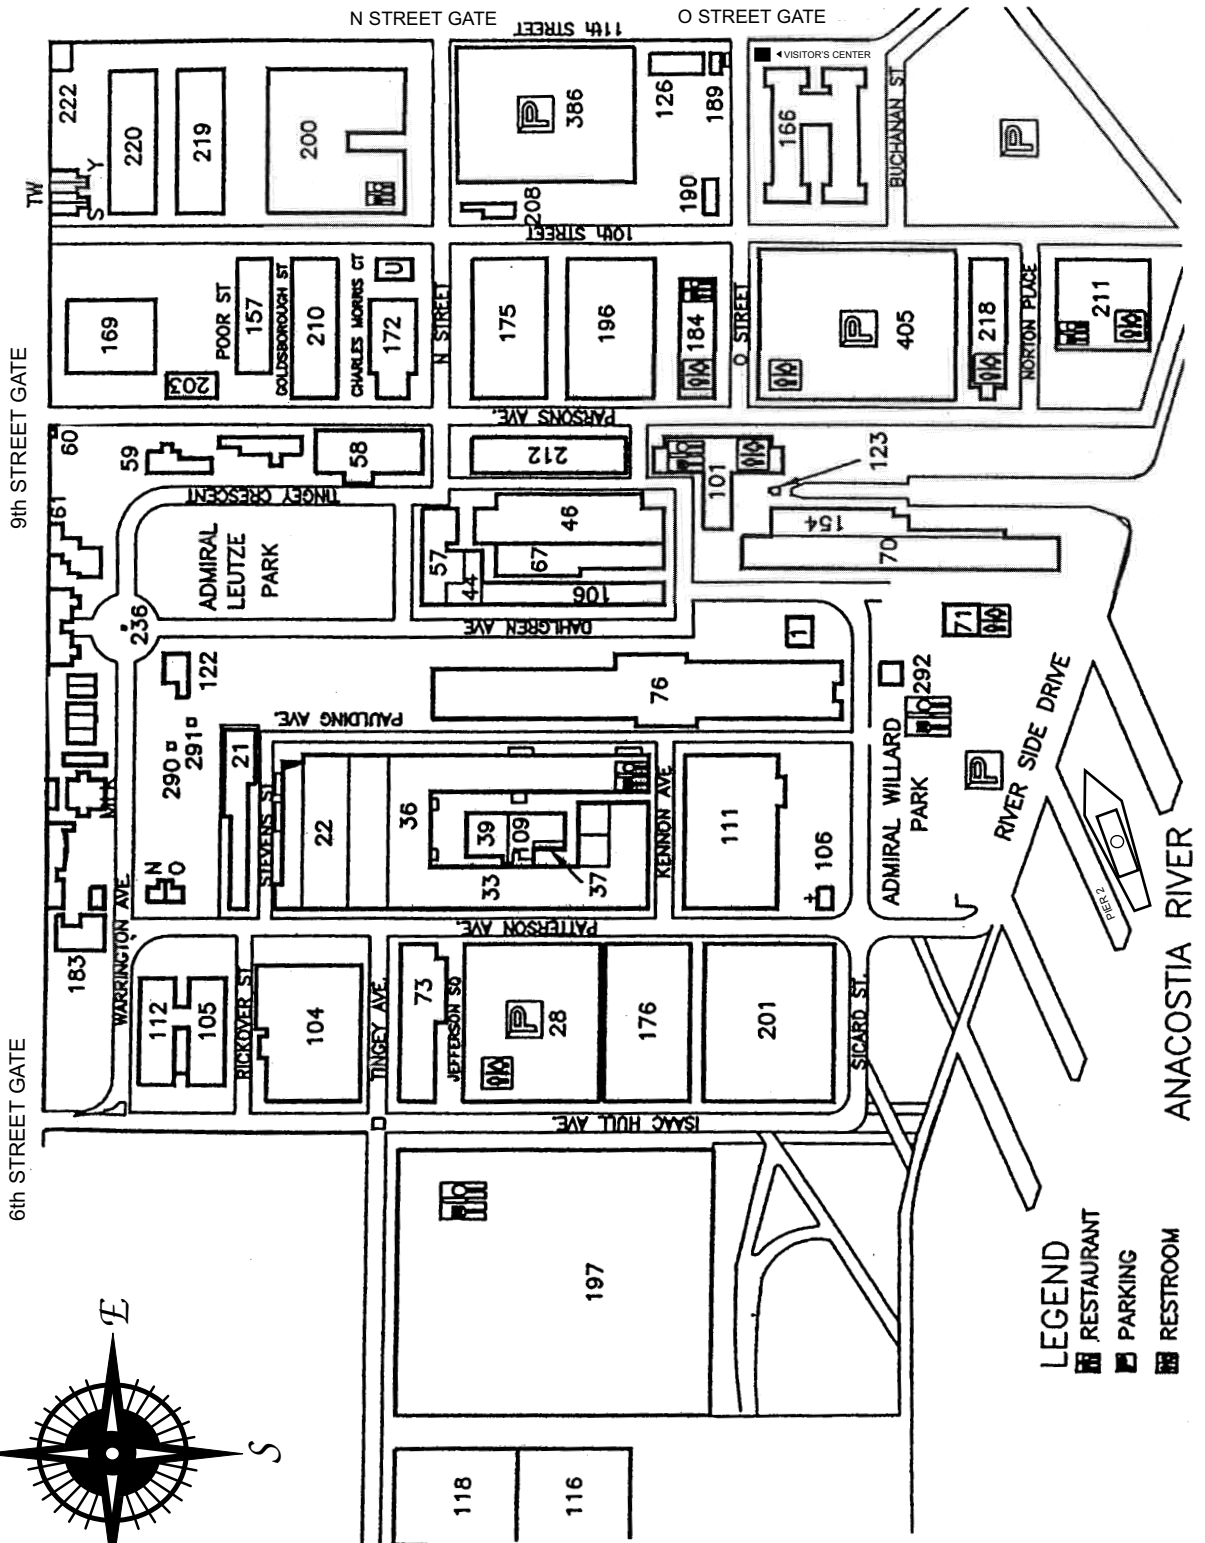 N STREET GATE
O STREET GATE
11th STREET
◄ VISITOR'S CENTER
222
220
219
200
386
126
189
166
BUCHANAN ST
TW
Y
S
208
190
10th STREET
9th STREET GATE
169
POOR ST
157
GOLDSBOROUGH ST
210
CHARLES MORRIS CT
U
172
203
N STREET
175
196
184
O STREET
405
218
NORTON PLACE
211
PARSONS AVE.
60
59
58
212
101
123
TINGEY CRESCENT
61
ADMIRAL
LEUTZE
PARK
57
44
46
67
106
154
70
236
DAHLGREN AVE
1
71
122
76
292
PAULDING AVE.
290
291
21
STEVENS ST.
22
36
39
109
33
37
KENNON AVE
111
106
ADMIRAL WILLARD
PARK
RIVER SIDE DRIVE
MLK
N
O
WARRINGTON AVE.
183
PATTERSON AVE.
PIER 2
ANACOSTIA RIVER
6th STREET GATE
112
105
RICKOVER ST
104
TINGEY AVE.
73
JEFFERSON SQ
28
176
201
SICARD ST.
ISAAC HULL AVE.
197
118
116
E
S
LEGEND
RESTAURANT
P PARKING
RESTROOM